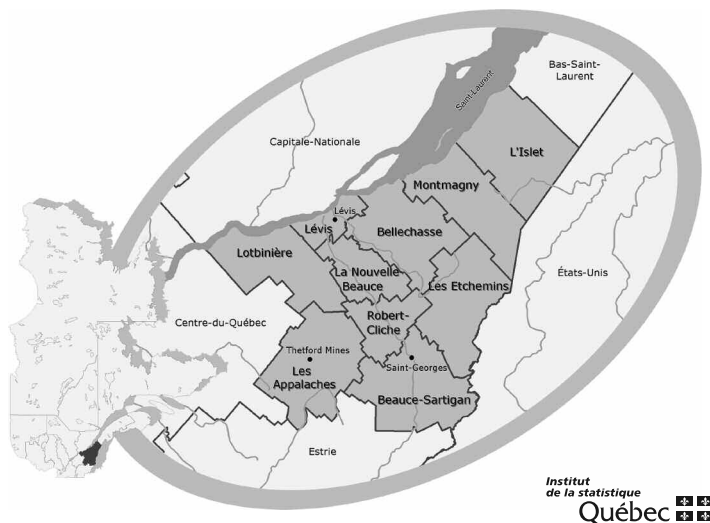 Bas-Saint-
Laurent
Saint-Laurent
Capitale-Nationale
L'Islet
Montmagny
Lévis
Lévis
Bellechasse
Lotbinière
La Nouvelle-
Beauce
Les Etchemins
États-Unis
Robert-
Cliche
Centre-du-Québec
Thetford Mines
Les
Appalaches
Saint-Georges
Beauce-Sartigan
Estrie
Institut
de la statistique
Québec